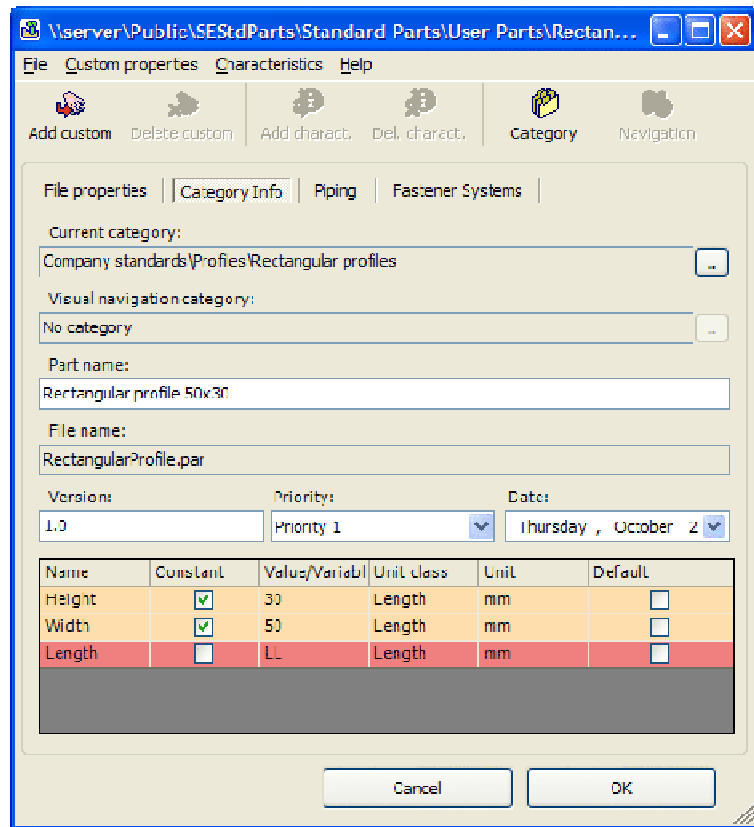 \\server\Public\SEStdParts\Standard Parts\User Parts\Rectan...
File Custom properties Characteristics Help
Add custom Delete custom Add charact. Del. charact. Category Navigation
File properties Category Info Piping Fastener Systems
Current category:
Company standards\Profiles\Rectangular profiles
..
Visual navigation category:
No category
..
Part name:
Rectangular profile 50x30
File name:
RectangularProfile.par
Version: Priority: Date:
1.0 Priority 1 Thursday , October 2
Name Constant Value/Variabl Unit class Unit Default
Height 30 Length mm
Width 50 Length mm
Length LL Length mm
Cancel OK